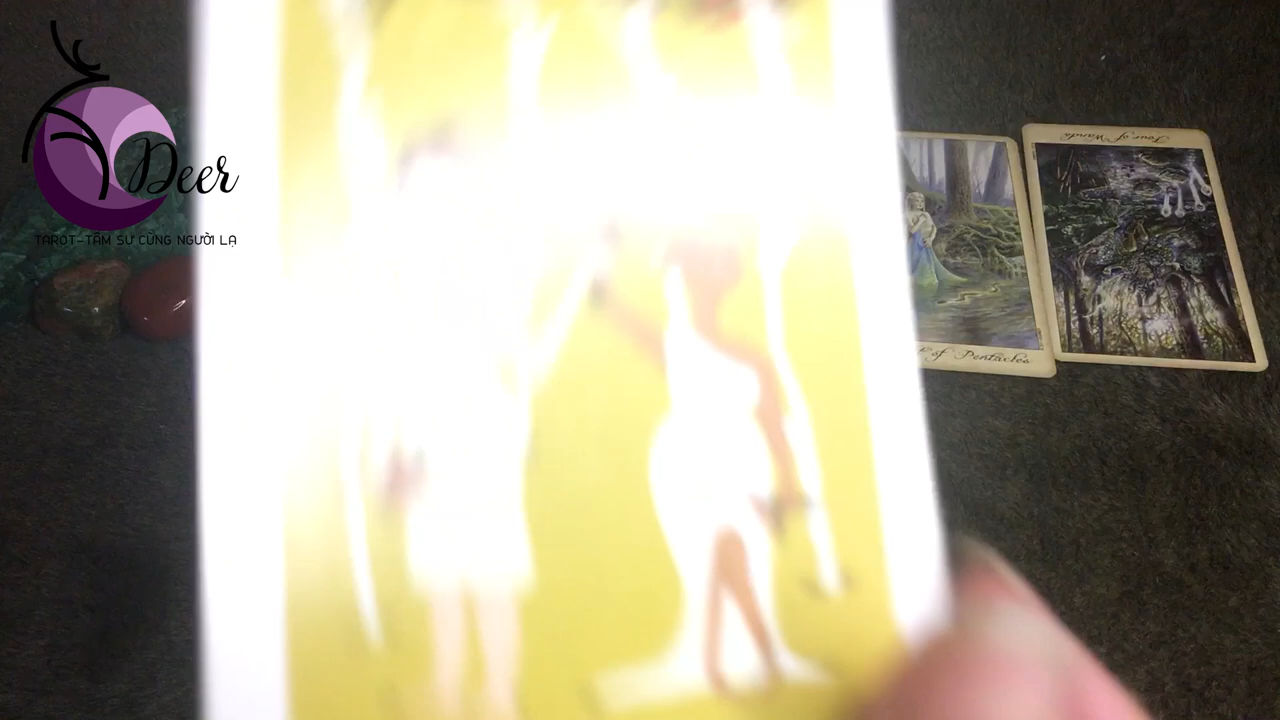 Deer
TAROT-TÂM SỰ CÙNG NGƯỜI LẠ
Four of Wands
of Pentacles